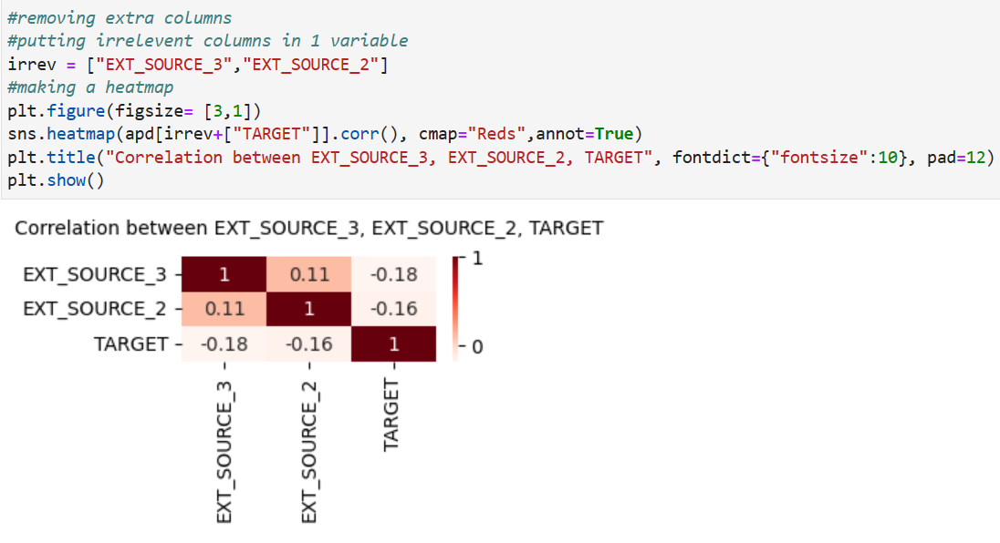 #removing extra columns
#putting irrelevent columns in 1 variable
irrev = ["EXT_SOURCE_3","EXT_SOURCE_2"]
#making a heatmap
plt.figure(figsize= [3,1])
sns.heatmap(apd[irrev+["TARGET"]].corr(), cmap="Reds",annot=True)
plt.title("Correlation between EXT_SOURCE_3, EXT_SOURCE_2, TARGET", fontdict={"fontsize":10}, pad=12)
plt.show()
Correlation between EXT_SOURCE_3, EXT_SOURCE_2, TARGET
EXT_SOURCE_3 1 0.11 -0.18
EXT_SOURCE_2 0.11 1 -0.16
TARGET -0.18 -0.16 1
1
0
EXT_SOURCE_3
EXT_SOURCE_2
TARGET